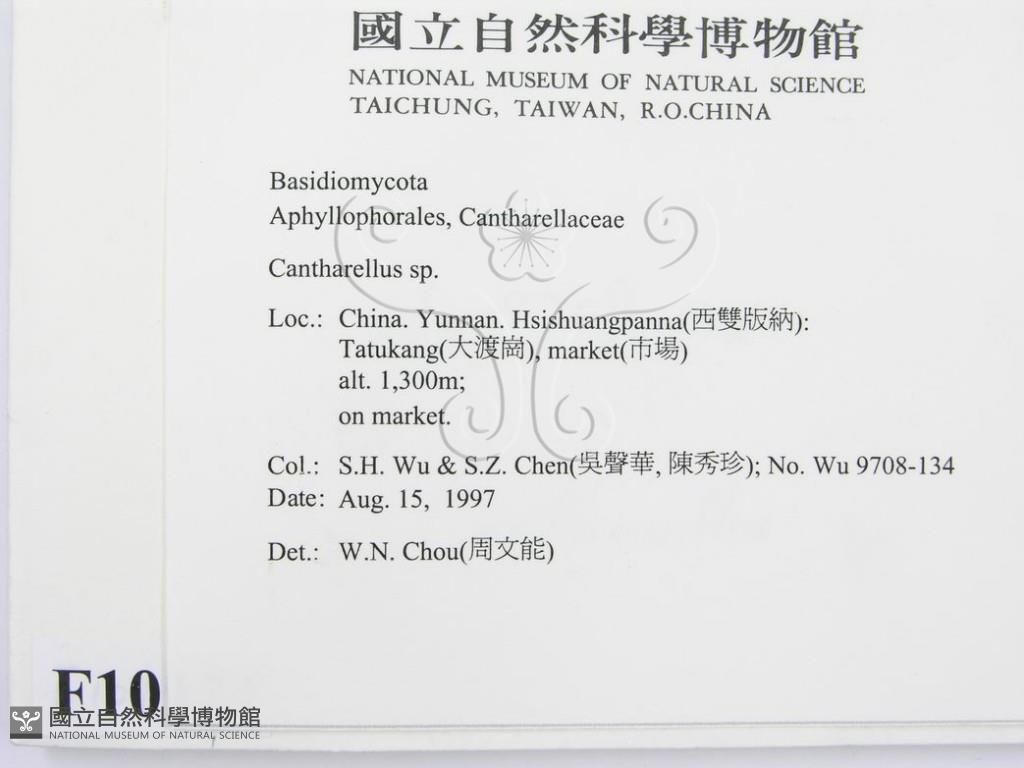 國立自然科學博物館
NATIONAL MUSEUM OF NATURAL SCIENCE
TAICHUNG, TAIWAN, R.O.CHINA
Basidiomycota
Aphyllophorales, Cantharellaceae
Cantharellus sp.
Loc.: China. Yunnan. Hsishuangpanna(西雙版納):
Tatukang(大渡崗), market(市場)
alt. 1,300m;
on market.
Col.: S.H. Wu & S.Z. Chen(吳聲華, 陳秀珍); No. Wu 9708-134
Date: Aug. 15, 1997
Det.: W.N. Chou(周文能)
F10
國立自然科學博物館
NATIONAL MUSEUM OF NATURAL SCIENCE